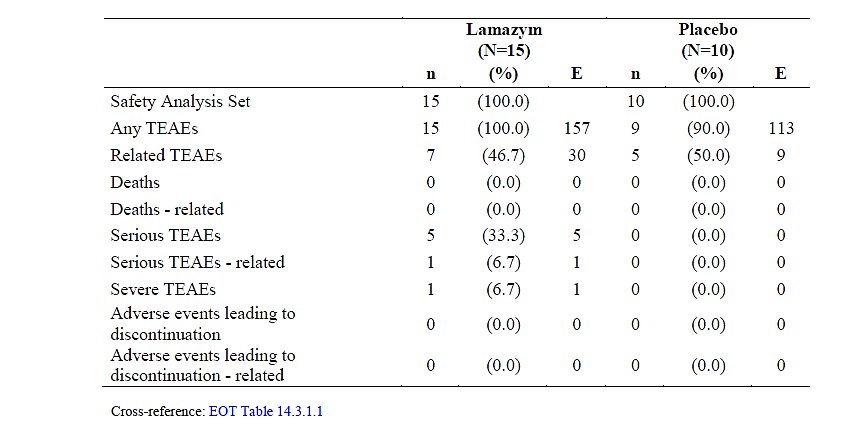 Lamazym Placebo
(N=15) (N=10)
n (%) E n (%) E
Safety Analysis Set 15 (100.0) 10 (100.0)
Any TEAEs 15 (100.0) 157 9 (90.0) 113
Related TEAEs 7 (46.7) 30 5 (50.0) 9
Deaths 0 (0.0) 0 0 (0.0) 0
Deaths - related 0 (0.0) 0 0 (0.0) 0
Serious TEAEs 5 (33.3) 5 0 (0.0) 0
Serious TEAEs - related 1 (6.7) 1 0 (0.0) 0
Severe TEAEs 1 (6.7) 1 0 (0.0) 0
Adverse events leading to
discontinuation 0 (0.0) 0 0 (0.0) 0
Adverse events leading to
discontinuation - related 0 (0.0) 0 0 (0.0) 0
Cross-reference: EOT Table 14.3.1.1